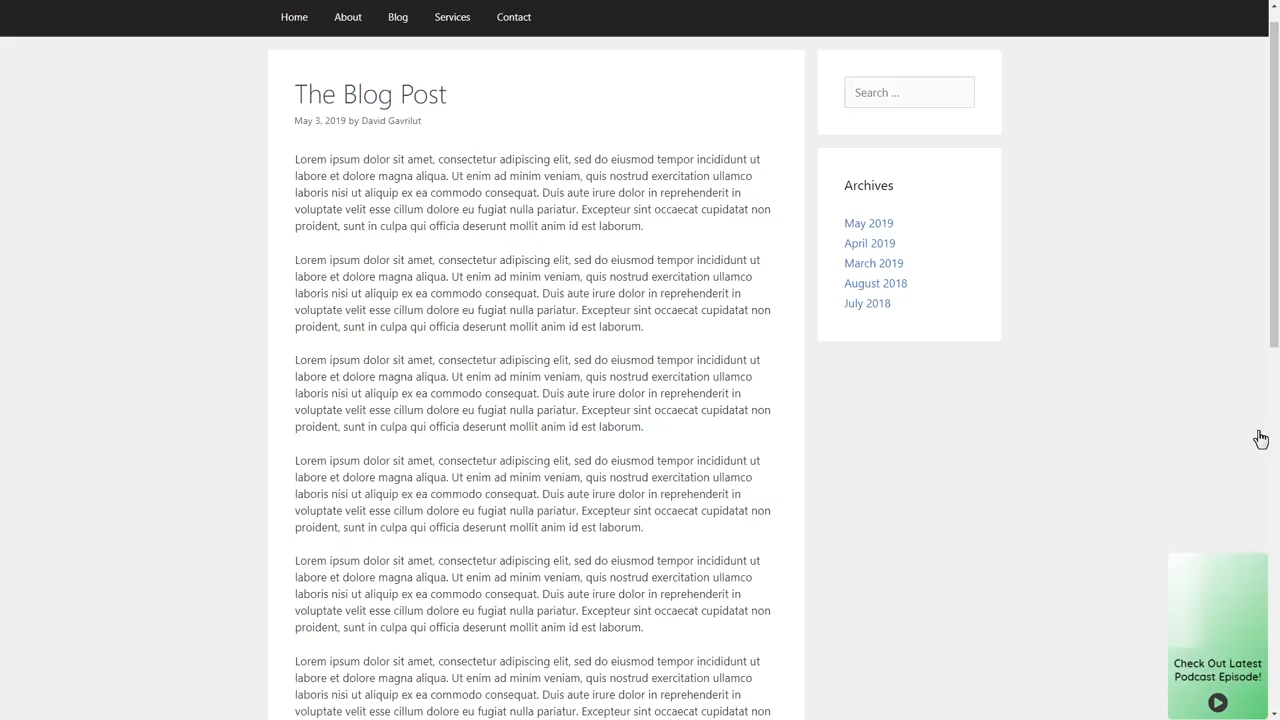 Home About Blog Services Contact
The Blog Post
May 3, 2019 by David Gavrilut
Lorem ipsum dolor sit amet, consectetur adipiscing elit, sed do eiusmod tempor incididunt ut
labore et dolore magna aliqua. Ut enim ad minim veniam, quis nostrud exercitation ullamco
laboris nisi ut aliquip ex ea commodo consequat. Duis aute irure dolor in reprehenderit in
voluptate velit esse cillum dolore eu fugiat nulla pariatur. Excepteur sint occaecat cupidatat non
proident, sunt in culpa qui officia deserunt mollit anim id est laborum.
Lorem ipsum dolor sit amet, consectetur adipiscing elit, sed do eiusmod tempor incididunt ut
labore et dolore magna aliqua. Ut enim ad minim veniam, quis nostrud exercitation ullamco
laboris nisi ut aliquip ex ea commodo consequat. Duis aute irure dolor in reprehenderit in
voluptate velit esse cillum dolore eu fugiat nulla pariatur. Excepteur sint occaecat cupidatat non
proident, sunt in culpa qui officia deserunt mollit anim id est laborum.
Lorem ipsum dolor sit amet, consectetur adipiscing elit, sed do eiusmod tempor incididunt ut
labore et dolore magna aliqua. Ut enim ad minim veniam, quis nostrud exercitation ullamco
laboris nisi ut aliquip ex ea commodo consequat. Duis aute irure dolor in reprehenderit in
voluptate velit esse cillum dolore eu fugiat nulla pariatur. Excepteur sint occaecat cupidatat non
proident, sunt in culpa qui officia deserunt mollit anim id est laborum.
Lorem ipsum dolor sit amet, consectetur adipiscing elit, sed do eiusmod tempor incididunt ut
labore et dolore magna aliqua. Ut enim ad minim veniam, quis nostrud exercitation ullamco
laboris nisi ut aliquip ex ea commodo consequat. Duis aute irure dolor in reprehenderit in
voluptate velit esse cillum dolore eu fugiat nulla pariatur. Excepteur sint occaecat cupidatat non
proident, sunt in culpa qui officia deserunt mollit anim id est laborum.
Lorem ipsum dolor sit amet, consectetur adipiscing elit, sed do eiusmod tempor incididunt ut
labore et dolore magna aliqua. Ut enim ad minim veniam, quis nostrud exercitation ullamco
laboris nisi ut aliquip ex ea commodo consequat. Duis aute irure dolor in reprehenderit in
voluptate velit esse cillum dolore eu fugiat nulla pariatur. Excepteur sint occaecat cupidatat non
proident, sunt in culpa qui officia deserunt mollit anim id est laborum.
Lorem ipsum dolor sit amet, consectetur adipiscing elit, sed do eiusmod tempor incididunt ut
labore et dolore magna aliqua. Ut enim ad minim veniam, quis nostrud exercitation ullamco
laboris nisi ut aliquip ex ea commodo consequat. Duis aute irure dolor in reprehenderit in
voluptate velit esse cillum dolore eu fugiat nulla pariatur. Excepteur sint occaecat cupidatat non
Search ...
Archives
May 2019
April 2019
March 2019
August 2018
July 2018
Check Out Latest
Podcast Episode!